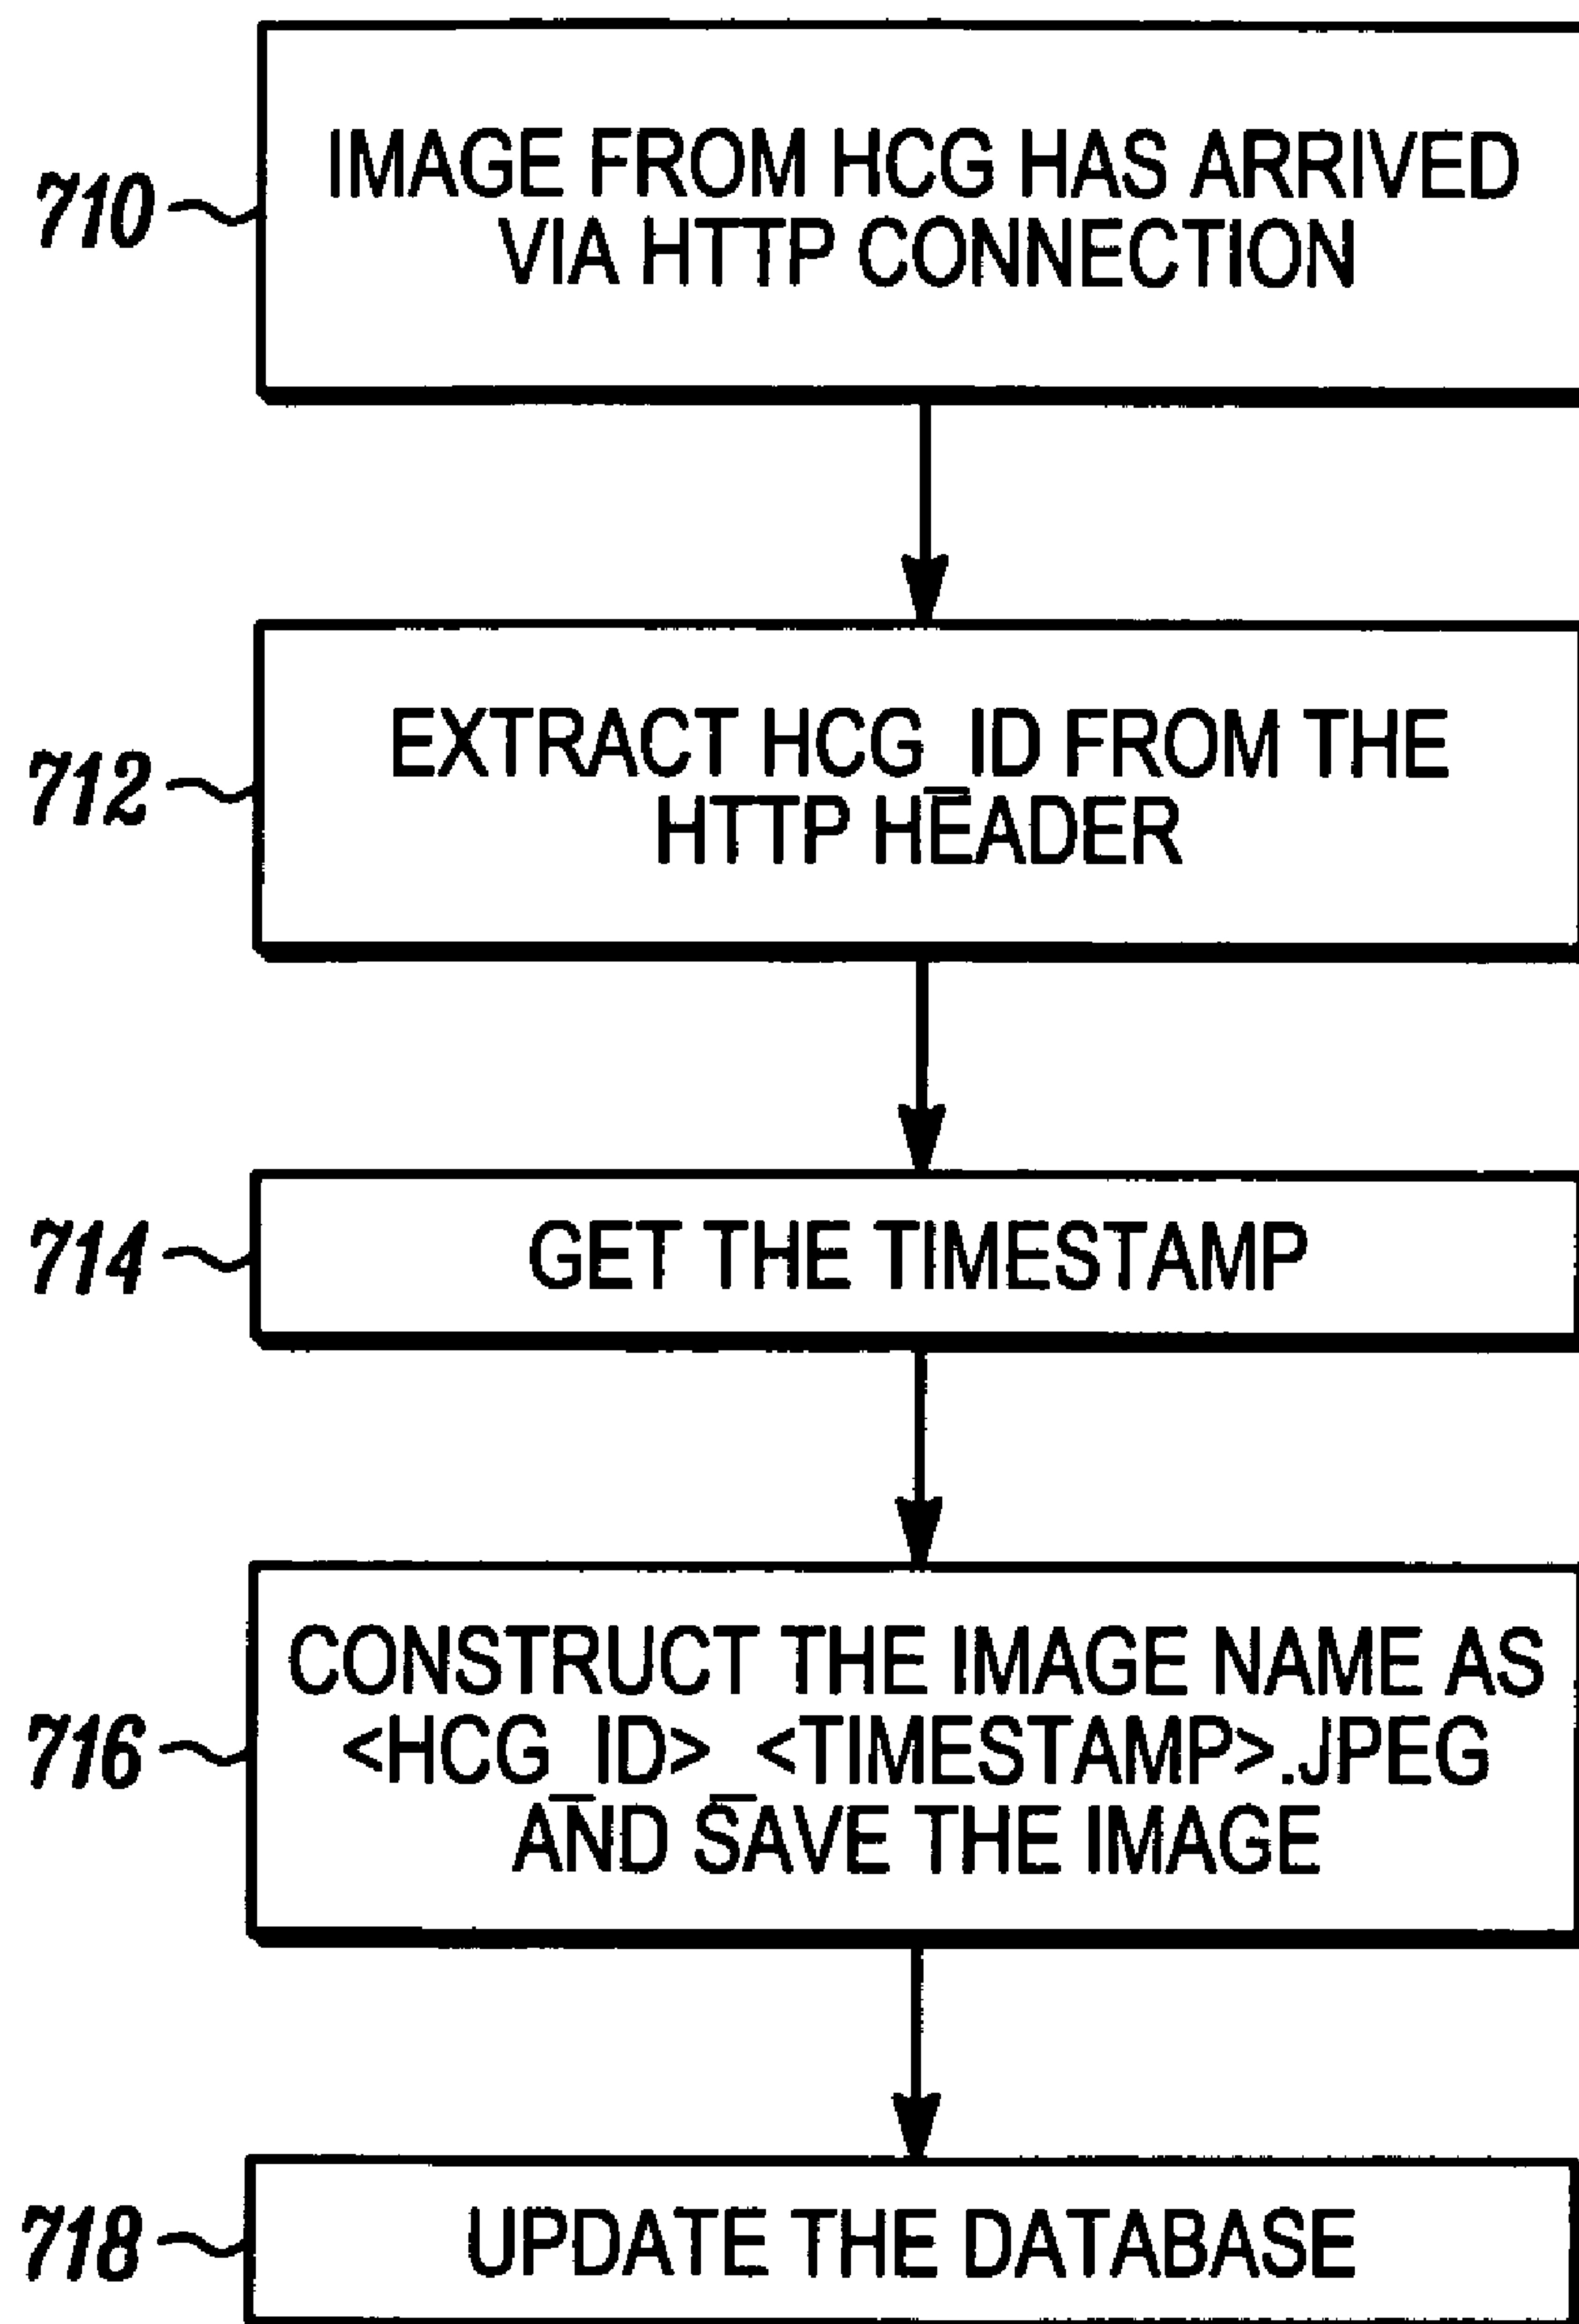 710
IMAGE FROM HCG HAS ARRIVED
VIA HTTP CONNECTION
712
EXTRACT HCG_ID FROM THE
HTTP HEADER
714
GET THE TIMESTAMP
CONSTRUCT THE IMAGE NAME AS
716
<HCG_ID>_<TIMESTAMP>.JPEG
AND SAVE THE IMAGE
718
UPDATE THE DATABASE